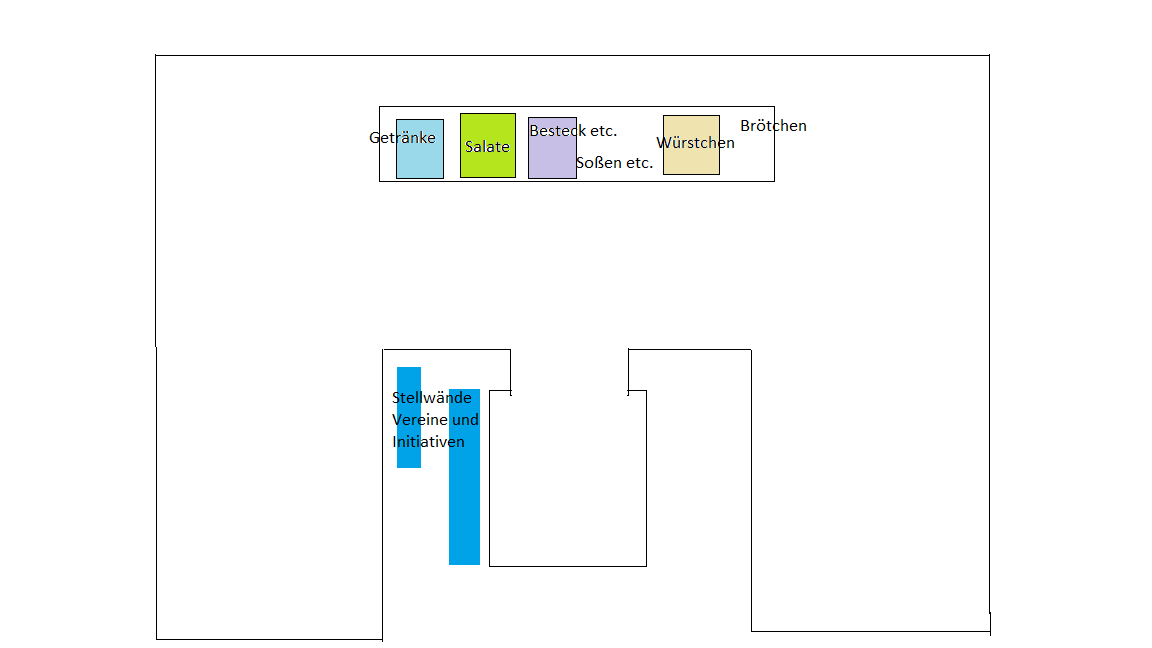 Getränke
Salate
Besteck etc.
Soßen etc.
Würstchen
Brötchen
Stellwände
Vereine und
Initiativen